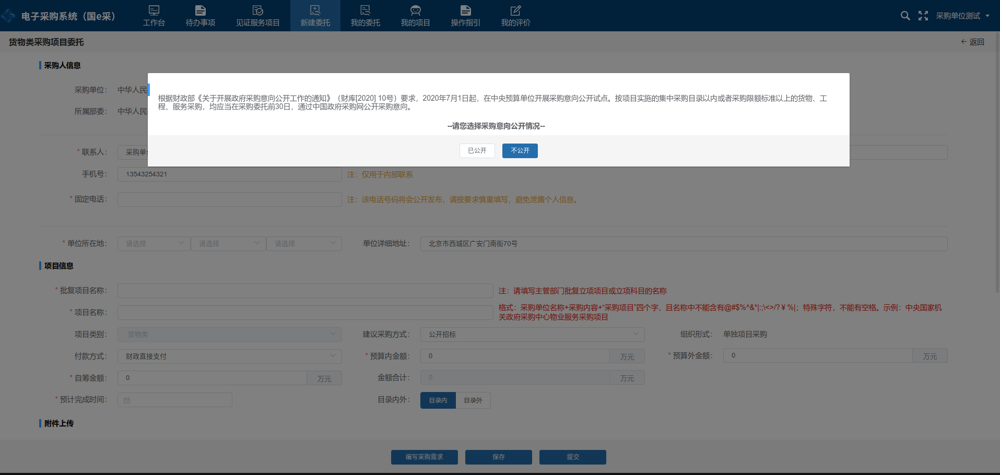 电子采购系统（国e采）
工作台
待办事项
见证服务项目
新建委托
我的委托
我的项目
操作指引
我的评价
采购单位测试
货物类采购项目委托
返回
采购人信息
采购单位：
中华人民
根据财政部《关于开展政府采购意向公开工作的通知》（财库[2020] 10号）要求，2020年7月1日起，在中央预算单位开展采购意向公开试点。按项目实施的集中采购目录以内或者采购限额标准以上的货物、工
程、服务采购，均应当在采购委托前30日，通过中国政府采购网公开采购意向。
所属部委：
中华人民
--请您选择采购意向公开情况--
已公开
不公开
* 联系人：
采购单
手机号：
13543254321
注：仅用于内部联系
* 固定电话：
注：该电话号码将会公开发布，请按要求慎重填写，避免泄露个人信息。
* 单位所在地：
请选择
请选择
请选择
单位详细地址：
北京市西城区广安门南街70号
项目信息
* 批复项目名称：
注：请填写主管部门批复立项项目或立项科目的名称
* 项目名称：
格式：采购单位名称+采购内容+“采购项目”四个字，且名称中不能含有@#$%^&*|:;\<>/?￥%|；特殊字符，不能有空格。示例：中央国家机
关政府采购中心物业服务采购项目
项目类别：
货物类
建议采购方式：
公开招标
组织形式：
单独项目采购
付款方式：
财政直接支付
* 预算内金额：
0
万元
* 预算外金额：
0
万元
* 自筹金额：
0
万元
金额合计：
0
万元
* 预计完成时间：
目录内外：
目录内
目录外
附件上传
编写采购需求
保存
提交